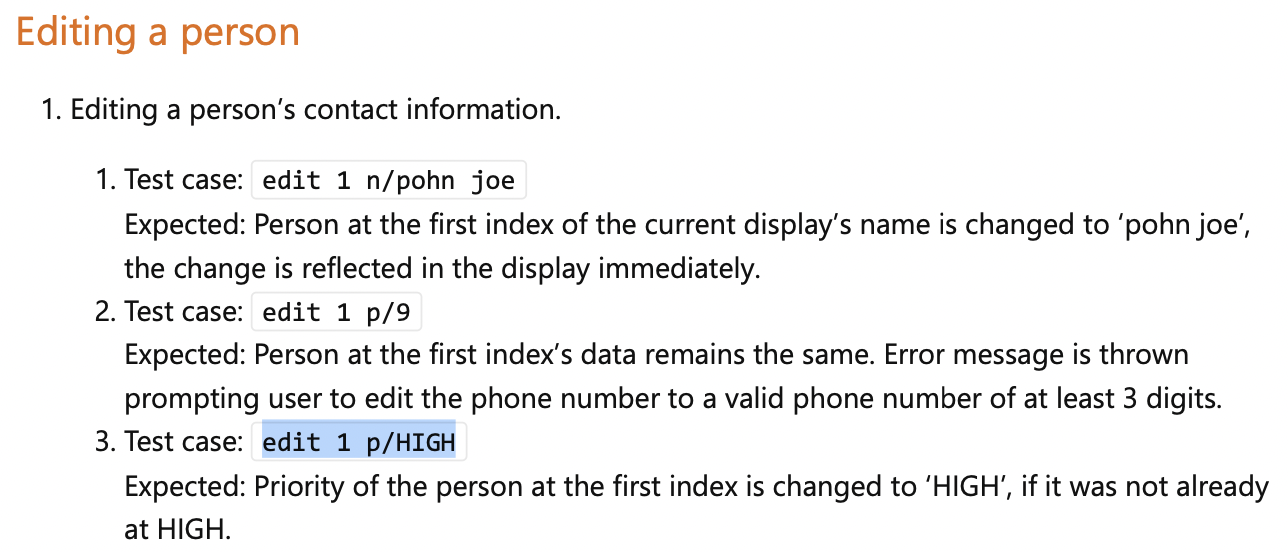 Editing a person
1. Editing a person’s contact information.
1. Test case: edit 1 n/pohn joe
Expected: Person at the first index of the current display’s name is changed to ‘pohn joe’,
the change is reflected in the display immediately.
2. Test case: edit 1 p/9
Expected: Person at the first index’s data remains the same. Error message is thrown
prompting user to edit the phone number to a valid phone number of at least 3 digits.
3. Test case: edit 1 p/HIGH
Expected: Priority of the person at the first index is changed to ‘HIGH’, if it was not already
at HIGH.